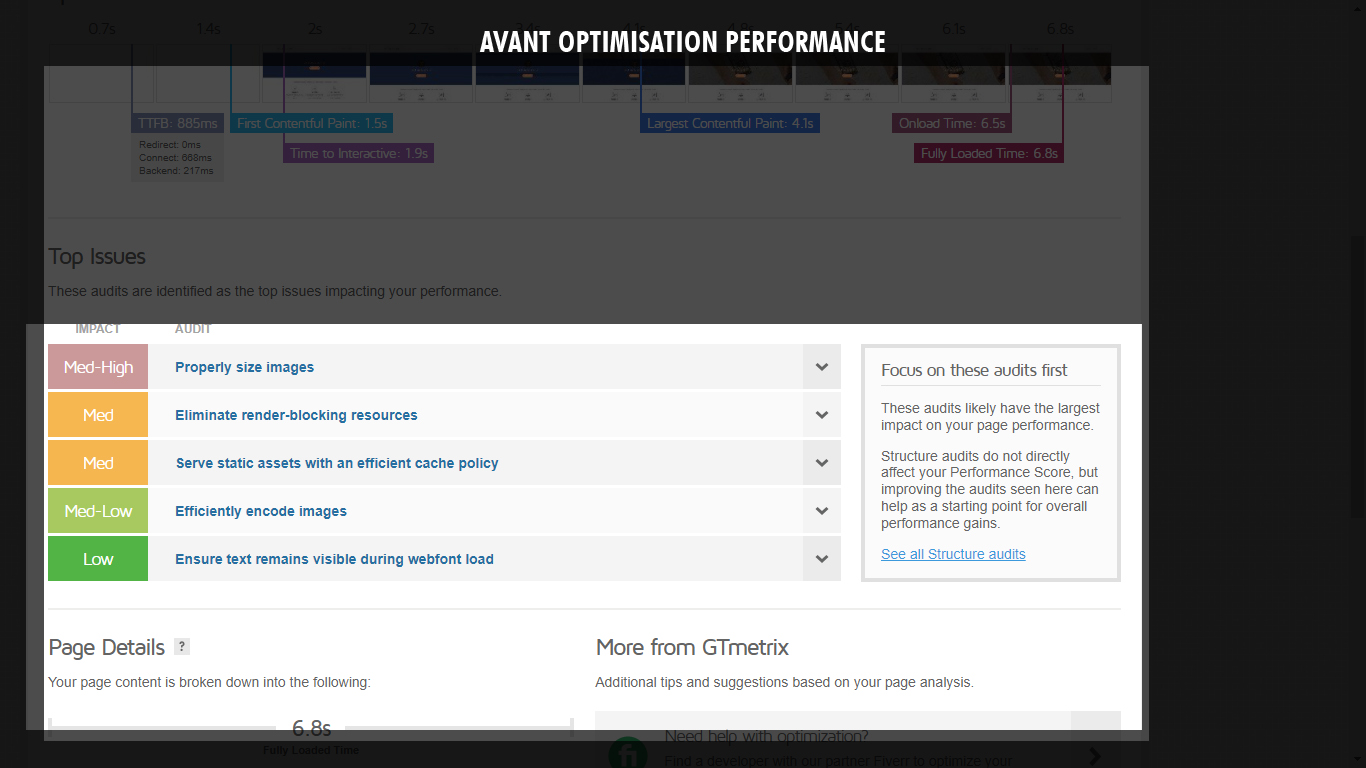 AVANT OPTIMISATION PERFORMANCE
0.7s 1.4s 2s 2.7s 6.1s 6.8s
TTFB: 885ms
First Contentful Paint: 1.5s
Largest Contentful Paint: 4.1s
Onload Time: 6.5s
Redirect: 0ms
Connect: 668ms
Backend: 217ms
Time to Interactive: 1.9s
Fully Loaded Time: 6.8s
Top Issues
These audits are identified as the top issues impacting your performance.
IMPACT AUDIT
Med-High Properly size images
Med Eliminate render-blocking resources
Med Serve static assets with an efficient cache policy
Med-Low Efficiently encode images
Low Ensure text remains visible during webfont load
Focus on these audits first
These audits likely have the largest
impact on your page performance.
Structure audits do not directly
affect your Performance Score, but
improving the audits seen here can
help as a starting point for overall
performance gains.
See all Structure audits
Page Details ?
Your page content is broken down into the following:
6.8s
Fully Loaded Time
More from GTmetrix
Additional tips and suggestions based on your page analysis.
fi
Need help with optimization?
Find a developer with our partner Fiverr to optimize your